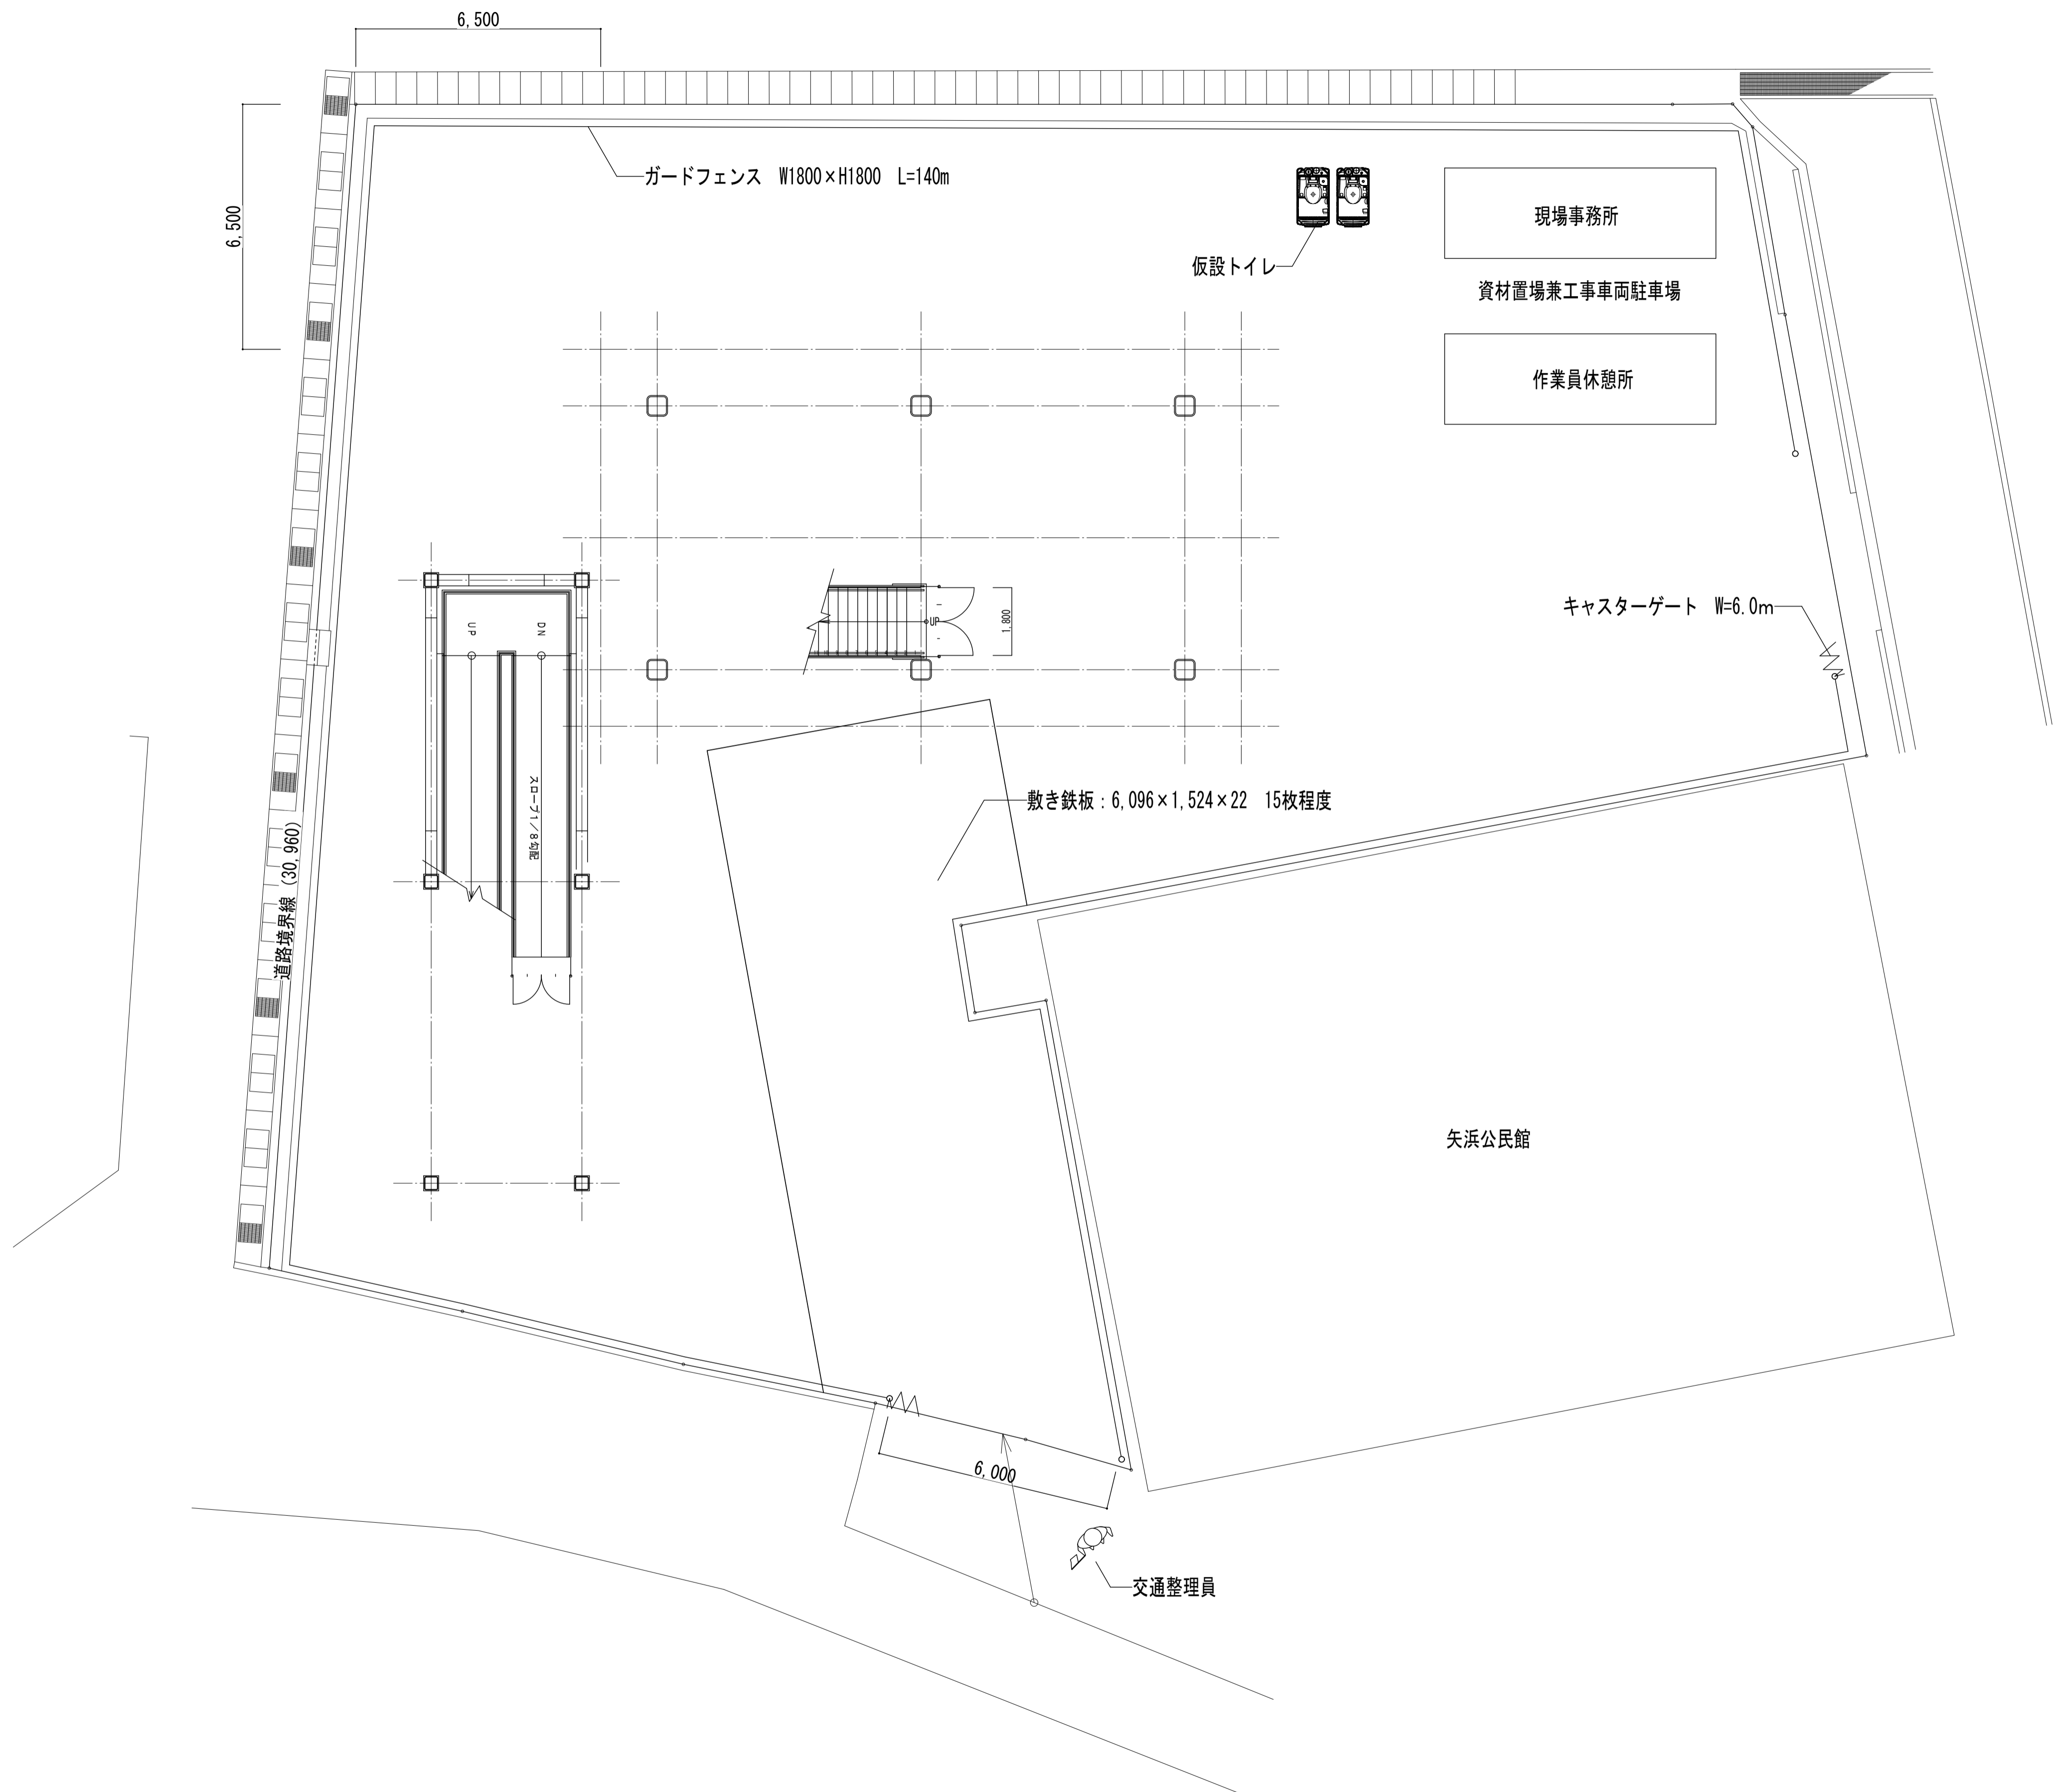 6,500
ガードフェンス　W1800×H1800　L=140m
現場事務所
6,500
仮設トイレ
資材置場兼工事車両駐車場
作業員休憩所
キャスターゲート　W=6.0m
1,800
UP
UP
DN
スロープ1/8勾配
敷き鉄板：6,096×1,524×22　15枚程度
道路境界線（30,960）
矢浜公民館
6,000
交通整理員